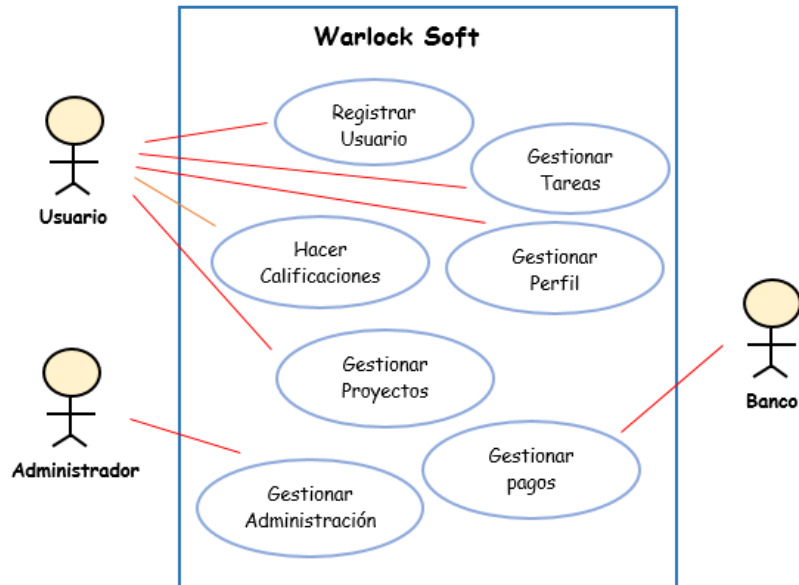 Warlock Soft
Registrar
Usuario
Gestionar
Tareas
Usuario
Hacer
Calificaciones
Gestionar
Perfil
Gestionar
Proyectos
Banco
Administrador
Gestionar
pagos
Gestionar
Administración